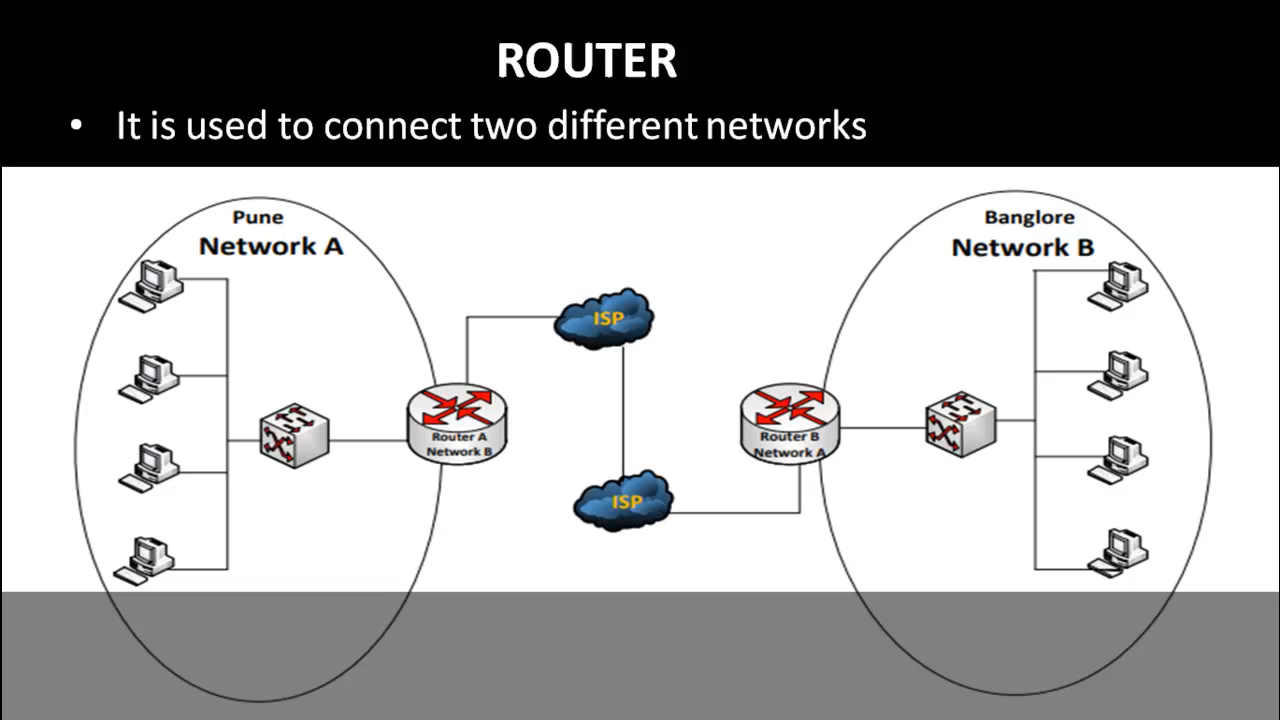 ROUTER
• It is used to connect two different networks
Pune
Network A
Banglore
Network B
ISP
Router A
Network B
Router B
Network A
ISP